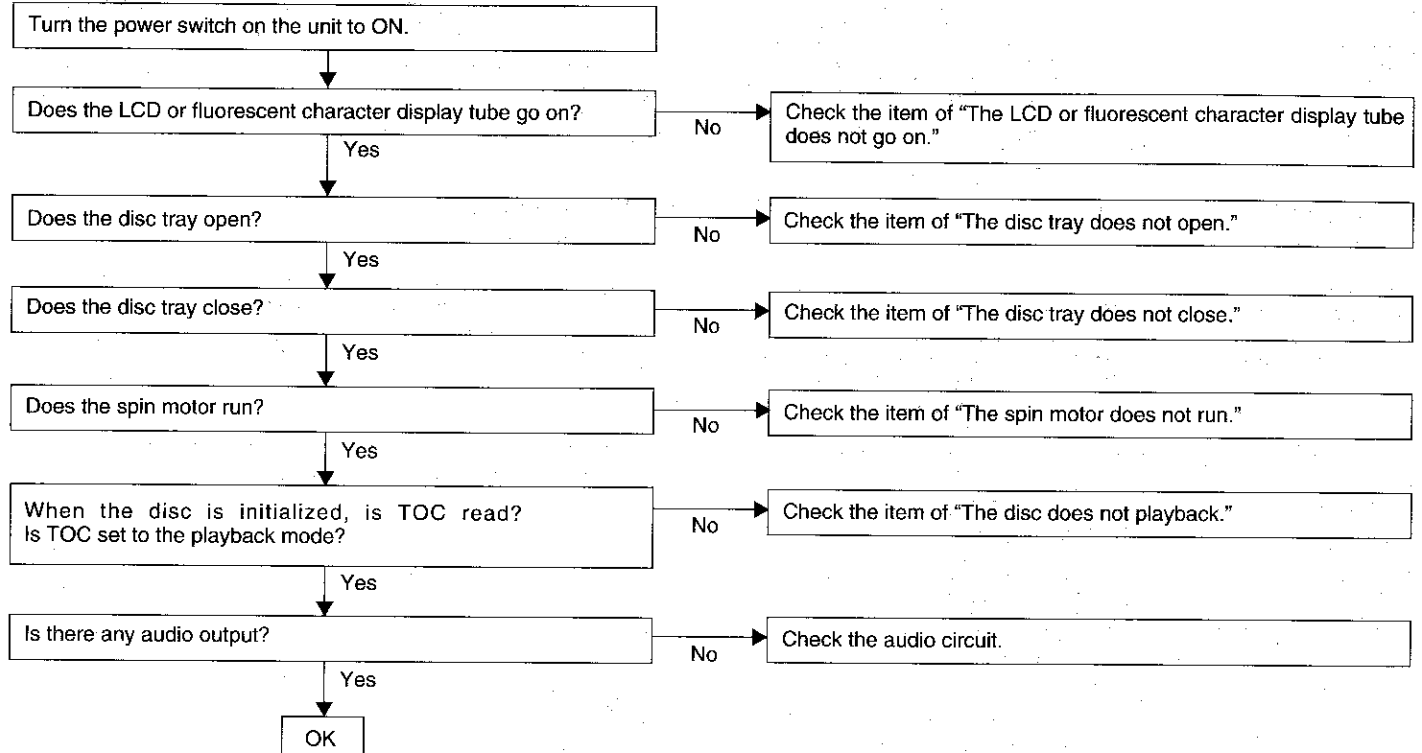 Turn the power switch on the unit to ON.
Does the LCD or fluorescent character display tube go on?
No
Check the item of “The LCD or fluorescent character display tube
does not go on.”
Yes
Does the disc tray open?
No
Check the item of “The disc tray does not open.”
Yes
Does the disc tray close?
No
Check the item of “The disc tray does not close.”
Yes
Does the spin motor run?
No
Check the item of “The spin motor does not run.”
Yes
When the disc is initialized, is TOC read?
Is TOC set to the playback mode?
No
Check the item of “The disc does not playback.”
Yes
Is there any audio output?
No
Check the audio circuit.
Yes
OK